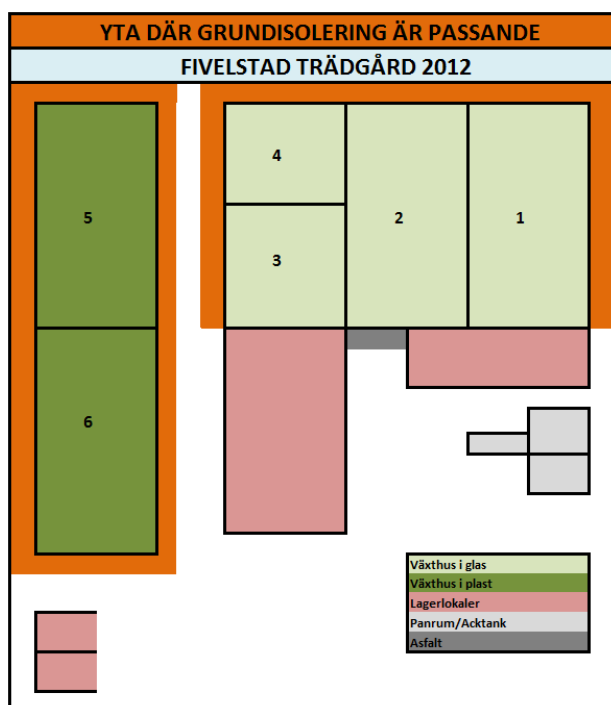 YTA DÄR GRUNDISOLERING ÄR PASSANDE
FIVELSTAD TRÄDGÅRD 2012
4
5
2
1
3
6
Växthus i glas
Växthus i plast
Lagerlokaler
Panrum/Acktank
Asfalt